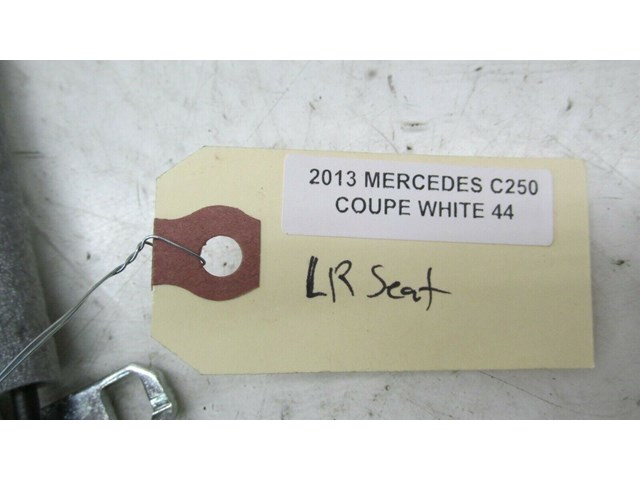 2013 MERCEDES C250
COUPE WHITE 44
LR Seat